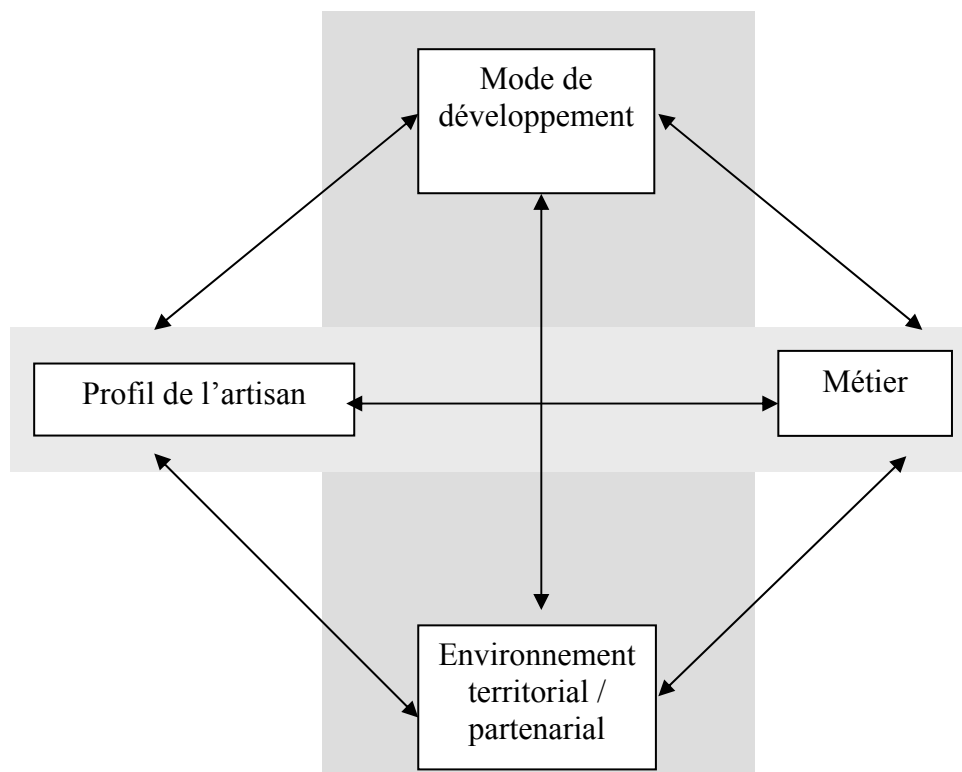 Mode de
développement
Profil de l’artisan
Métier
Environnement
territorial /
partenarial